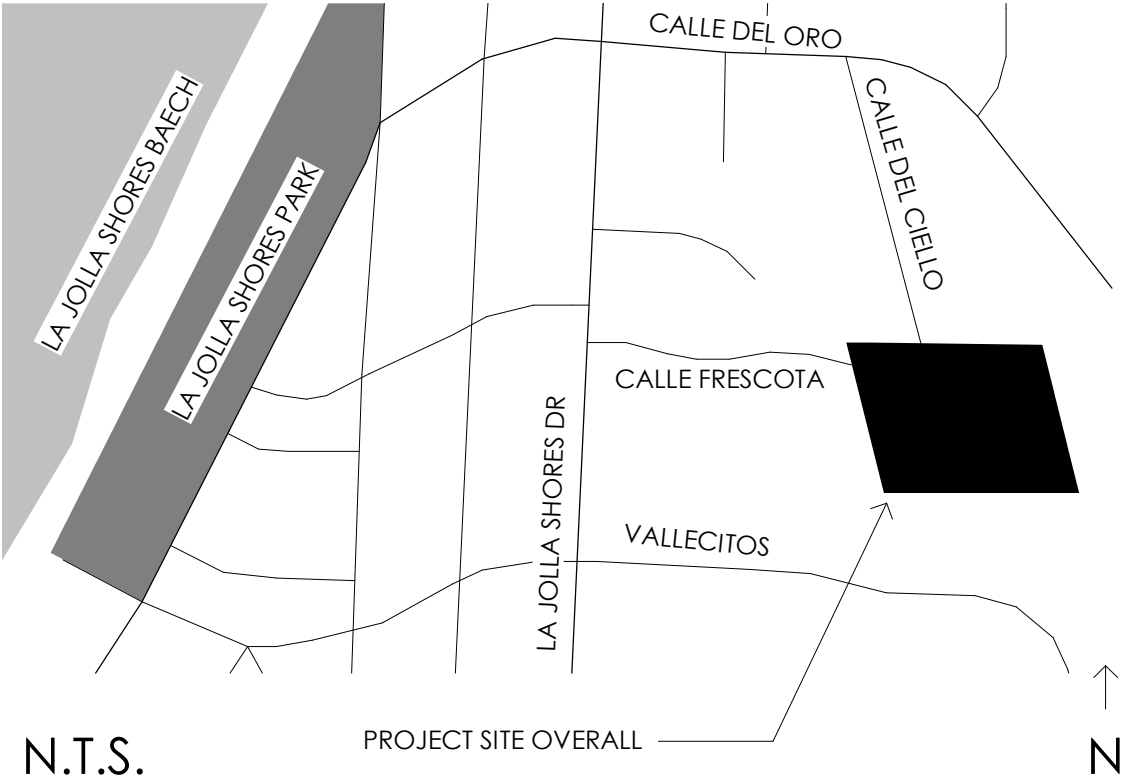 CALLE DEL ORO
LA JOLLA SHORES BAECH
CALLE DEL CIELLO
LA JOLLA SHORES PARK
CALLE FRESCOTA
LA JOLLA SHORES DR
VALLECITOS
PROJECT SITE OVERALL
N.T.S.
N